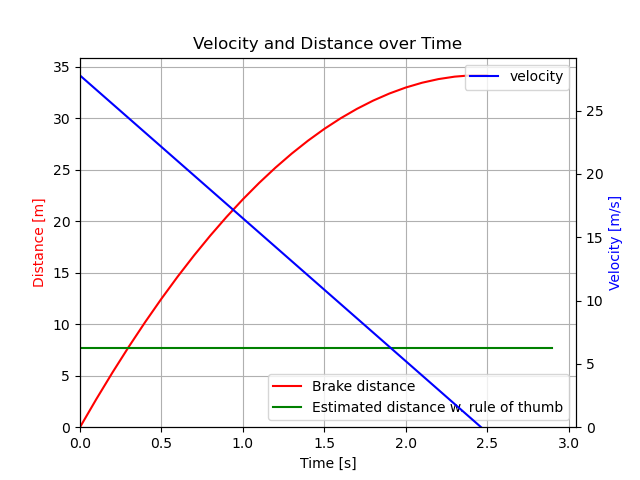 Velocity and Distance over Time
velocity
35
30
25
20
15
10
5
0
Distance [m]
25
20
15
10
5
0
Velocity [m/s]
Brake distance
Estimated distance w. rule of thumb
0.0 0.5 1.0 1.5 2.0 2.5 3.0
Time [s]